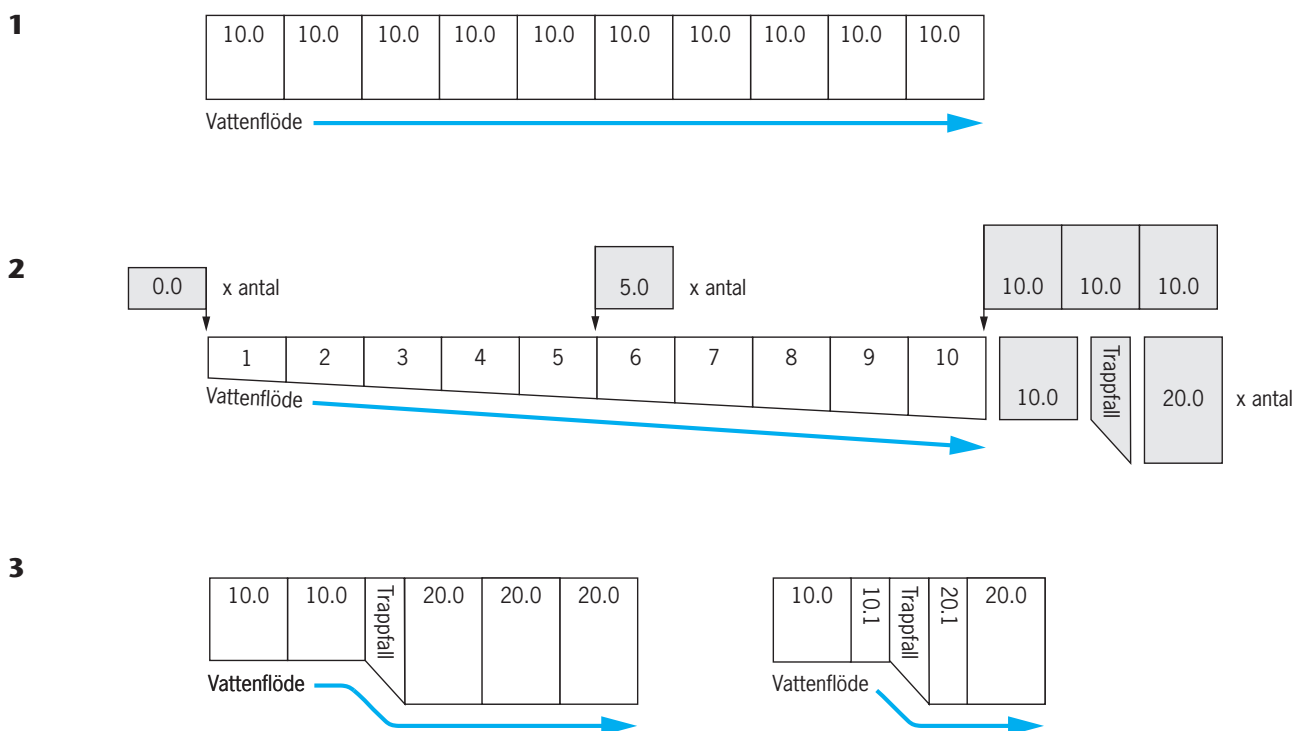 1
10.0 10.0 10.0 10.0 10.0 10.0 10.0 10.0 10.0 10.0
Vattenflöde
2
0.0 x antal
5.0 x antal
10.0 10.0 10.0
1 2 3 4 5 6 7 8 9 10
Vattenflöde
10.0 Trappfall 20.0 x antal
3
10.0 10.0 Trappfall 20.0 20.0 20.0
Vattenflöde
10.0 10.1 Trappfall 20.1 20.0
Vattenflöde